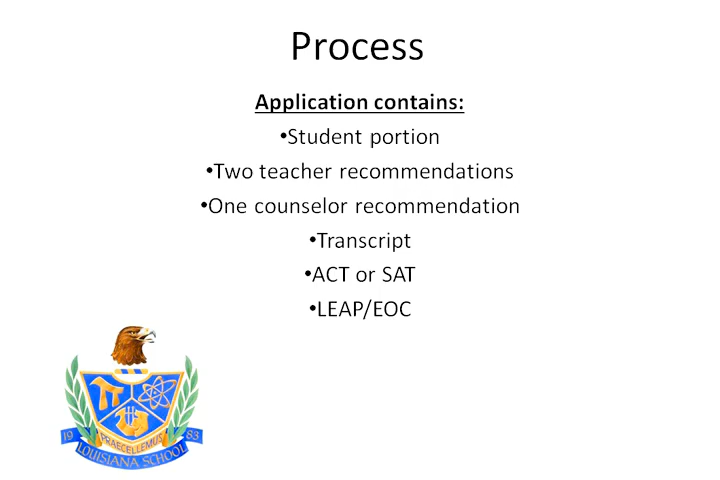 Process
Application contains:
•Student portion
•Two teacher recommendations
•One counselor recommendation
•Transcript
•ACT or SAT
•LEAP/EOC
19 83
PRAECELLEMUS
LOUISIANA SCHOOL